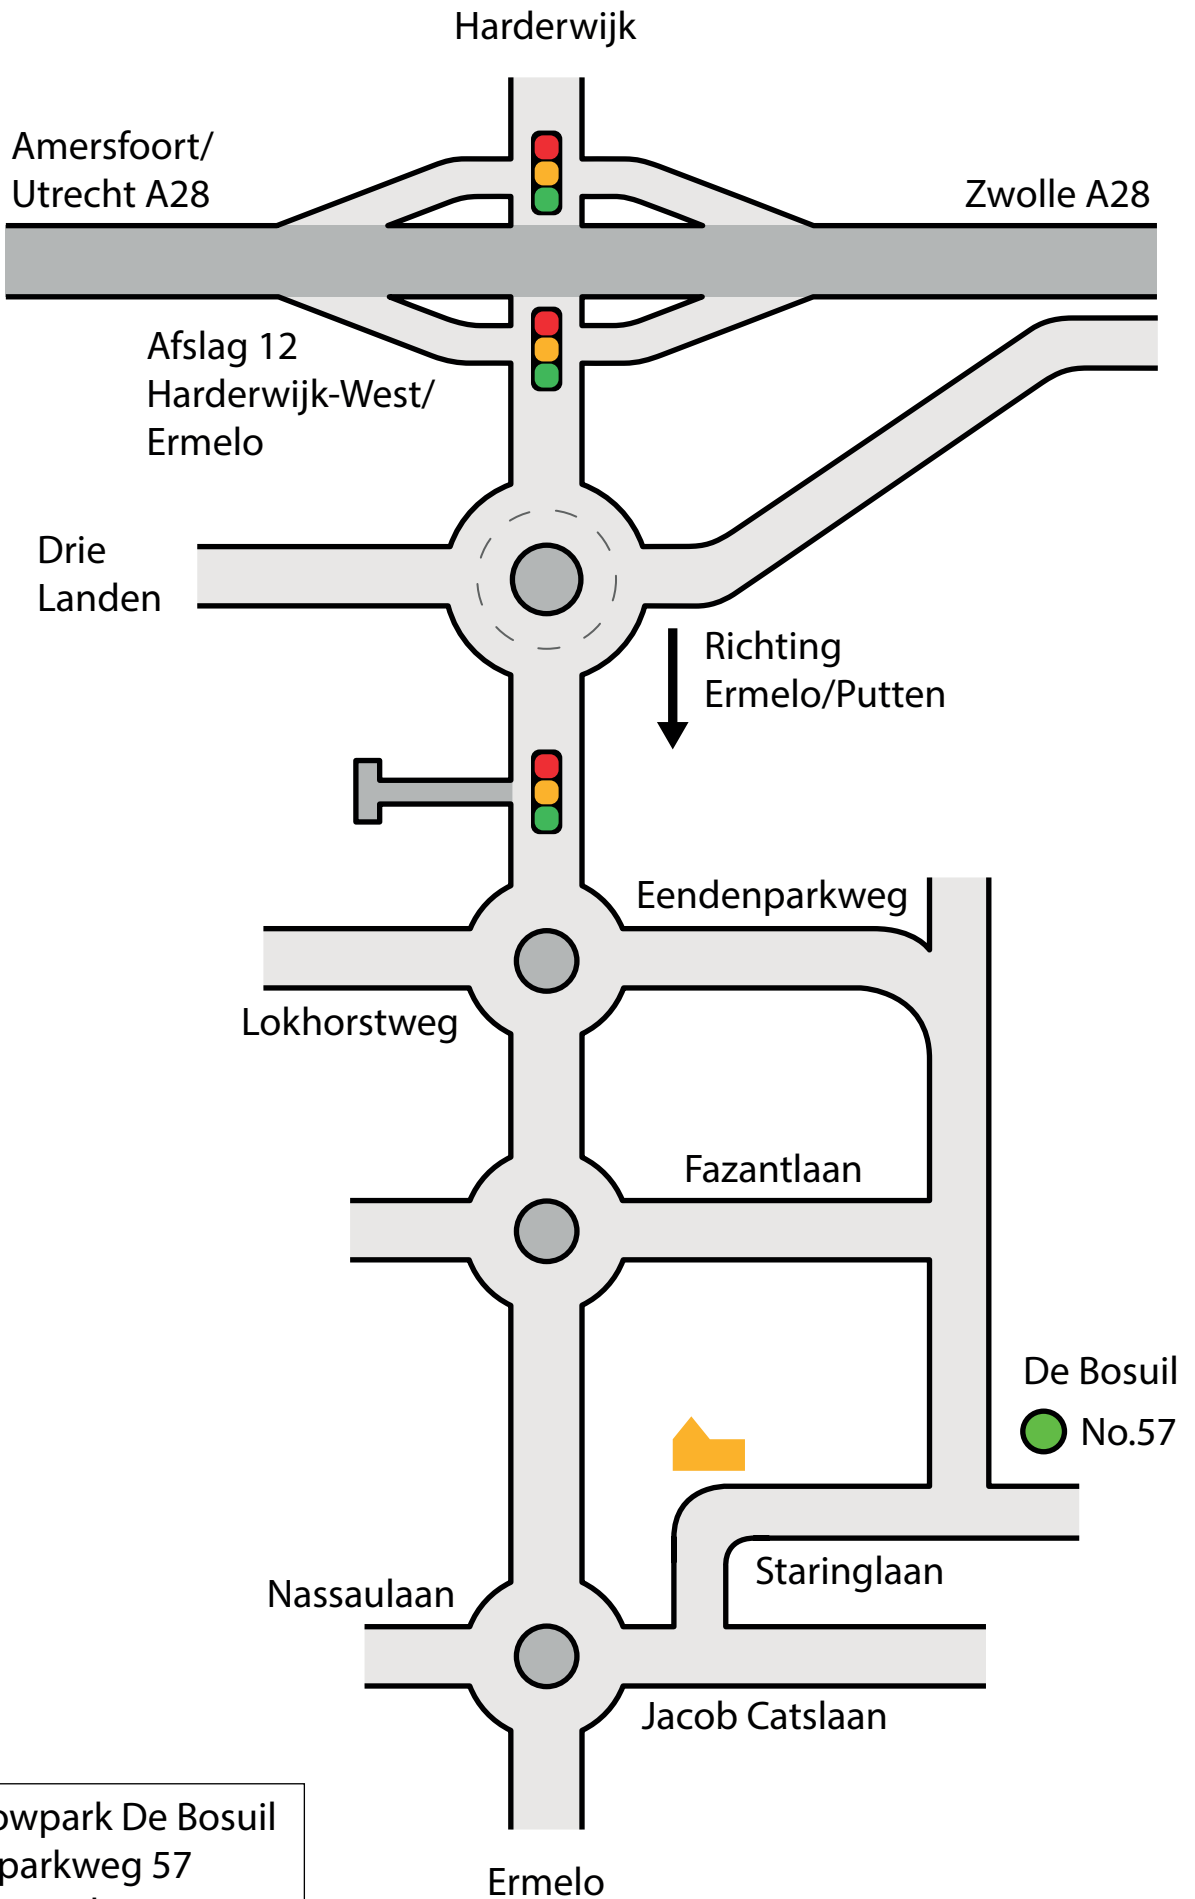 Harderwijk
Amersfoort/
Utrecht A28
Zwolle A28
Afslag 12
Harderwijk-West/
Ermelo
Drie
Landen
Richting
Ermelo/Putten
Eendenparkweg
Lokhorstweg
Fazantlaan
De Bosuil
No.57
Staringlaan
Nassaulaan
Jacob Catslaan
owpark De Bosuil
parkweg 57
Ermelo